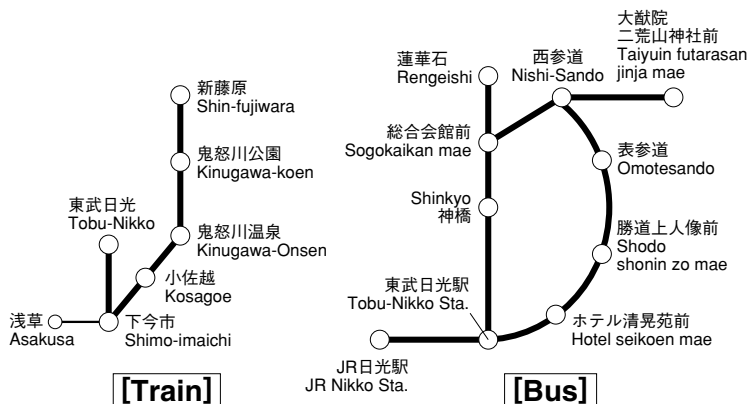 新藤原
Shin-fujiwara
鬼怒川公園
Kinugawa-koen
東武日光
Tobu-Nikko
鬼怒川温泉
Kinugawa-Onsen
小佐越
Kosagoe
浅草
Asakusa
下今市
Shimo-imaichi
[Train]
大猷院
二荒山神社前
Taiyuin futarasan
jinja mae
西参道
Nishi-Sando
蓮華石
Rengeishi
総合会館前
Sogokaikan mae
表参道
Omotesando
Shinkyo
神橋
勝道上人像前
Shodo
shonin zo mae
東武日光駅
Tobu-Nikko Sta.
ホテル清晃苑前
Hotel seikoen mae
JR日光駅
JR Nikko Sta.
[Bus]